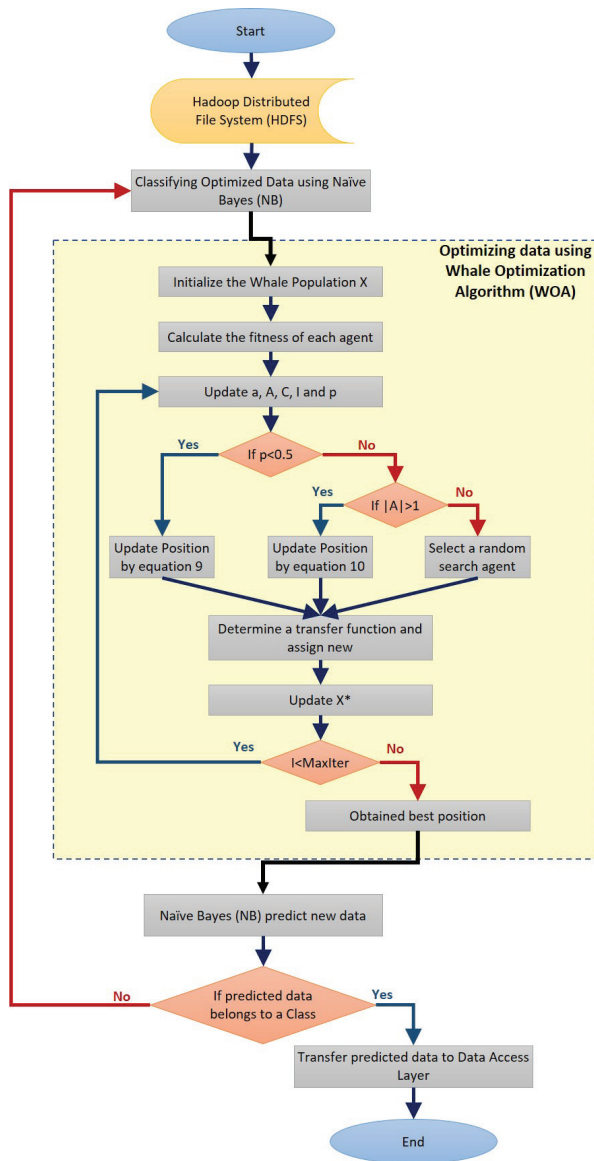 Start
Hadoop Distributed
File System (HDFS)
Classifying Optimized Data using Naïve
Bayes (NB)
Optimizing data using
Whale Optimization
Algorithm (WOA)
Initialize the Whale Population X
Calculate the fitness of each agent
Update a, A, C, I and p
Yes
If p<0.5
No
Yes
If |A|>1
No
Update Position
by equation 9
Update Position
by equation 10
Select a random
search agent
Determine a transfer function and
assign new
Update X*
Yes
I<MaxIter
No
Obtained best position
Naïve Bayes (NB) predict new data
No
If predicted data
belongs to a Class
Yes
Transfer predicted data to Data Access
Layer
End